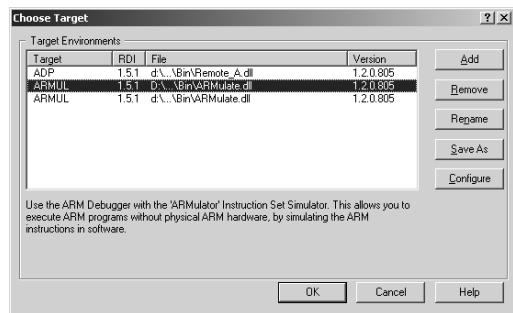 Choose Target
? ×
Target Environments
Target RDI File Version
ADP 1.5.1 d:\...\Bin\Remote_A.dll 1.2.0.805
ARMUL 1.5.1 D:\...\Bin\ARMulate.dll 1.2.0.805
ARMUL 1.5.1 d:\...\Bin\ARMulate.dll 1.2.0.805
Add
Remove
Rename
Save As
Configure
Use the ARM Debugger with the 'ARMulator' Instruction Set Simulator. This allows you to
execute ARM programs without physical ARM hardware, by simulating the ARM
instructions in software.
OK Cancel Help